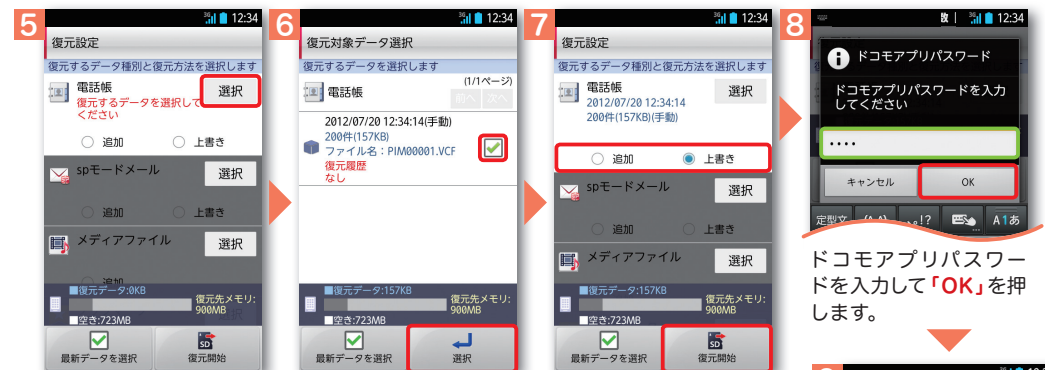 5
3G 12:34
復元設定
復元するデータ種別と復元方法を選択します
電話帳
選択
復元するデータを選択して
ください
追加 上書き
spモードメール
選択
追加 上書き
メディアファイル
選択
追加
■復元データ:0KB
復元先メモリ:
900MB
■空き:723MB
最新データを選択
復元開始
6
3G 12:34
復元対象データ選択
復元するデータを選択します
(1/1ページ)
電話帳
前へ 次へ
2012/07/20 12:34:14(手動)
200件(157KB)
ファイル名：PIM00001.VCF
復元履歴
なし
■復元データ:157KB
復元先メモリ:
900MB
■空き:723MB
最新データを選択
選択
7
3G 12:34
復元設定
復元するデータ種別と復元方法を選択します
電話帳
選択
2012/07/20 12:34:14
200件(157KB)(手動)
追加 上書き
spモードメール
選択
追加 上書き
メディアファイル
選択
■復元データ:157KB
復元先メモリ:
900MB
■空き:723MB
最新データを選択
SD
復元開始
8
3G 12:34
ドコモアプリパスワード
ドコモアプリパスワードを入力
してください
••••
キャンセル OK
定型文
A1あ
ドコモアプリパスワー
ドを入力して「OK」を押
します。